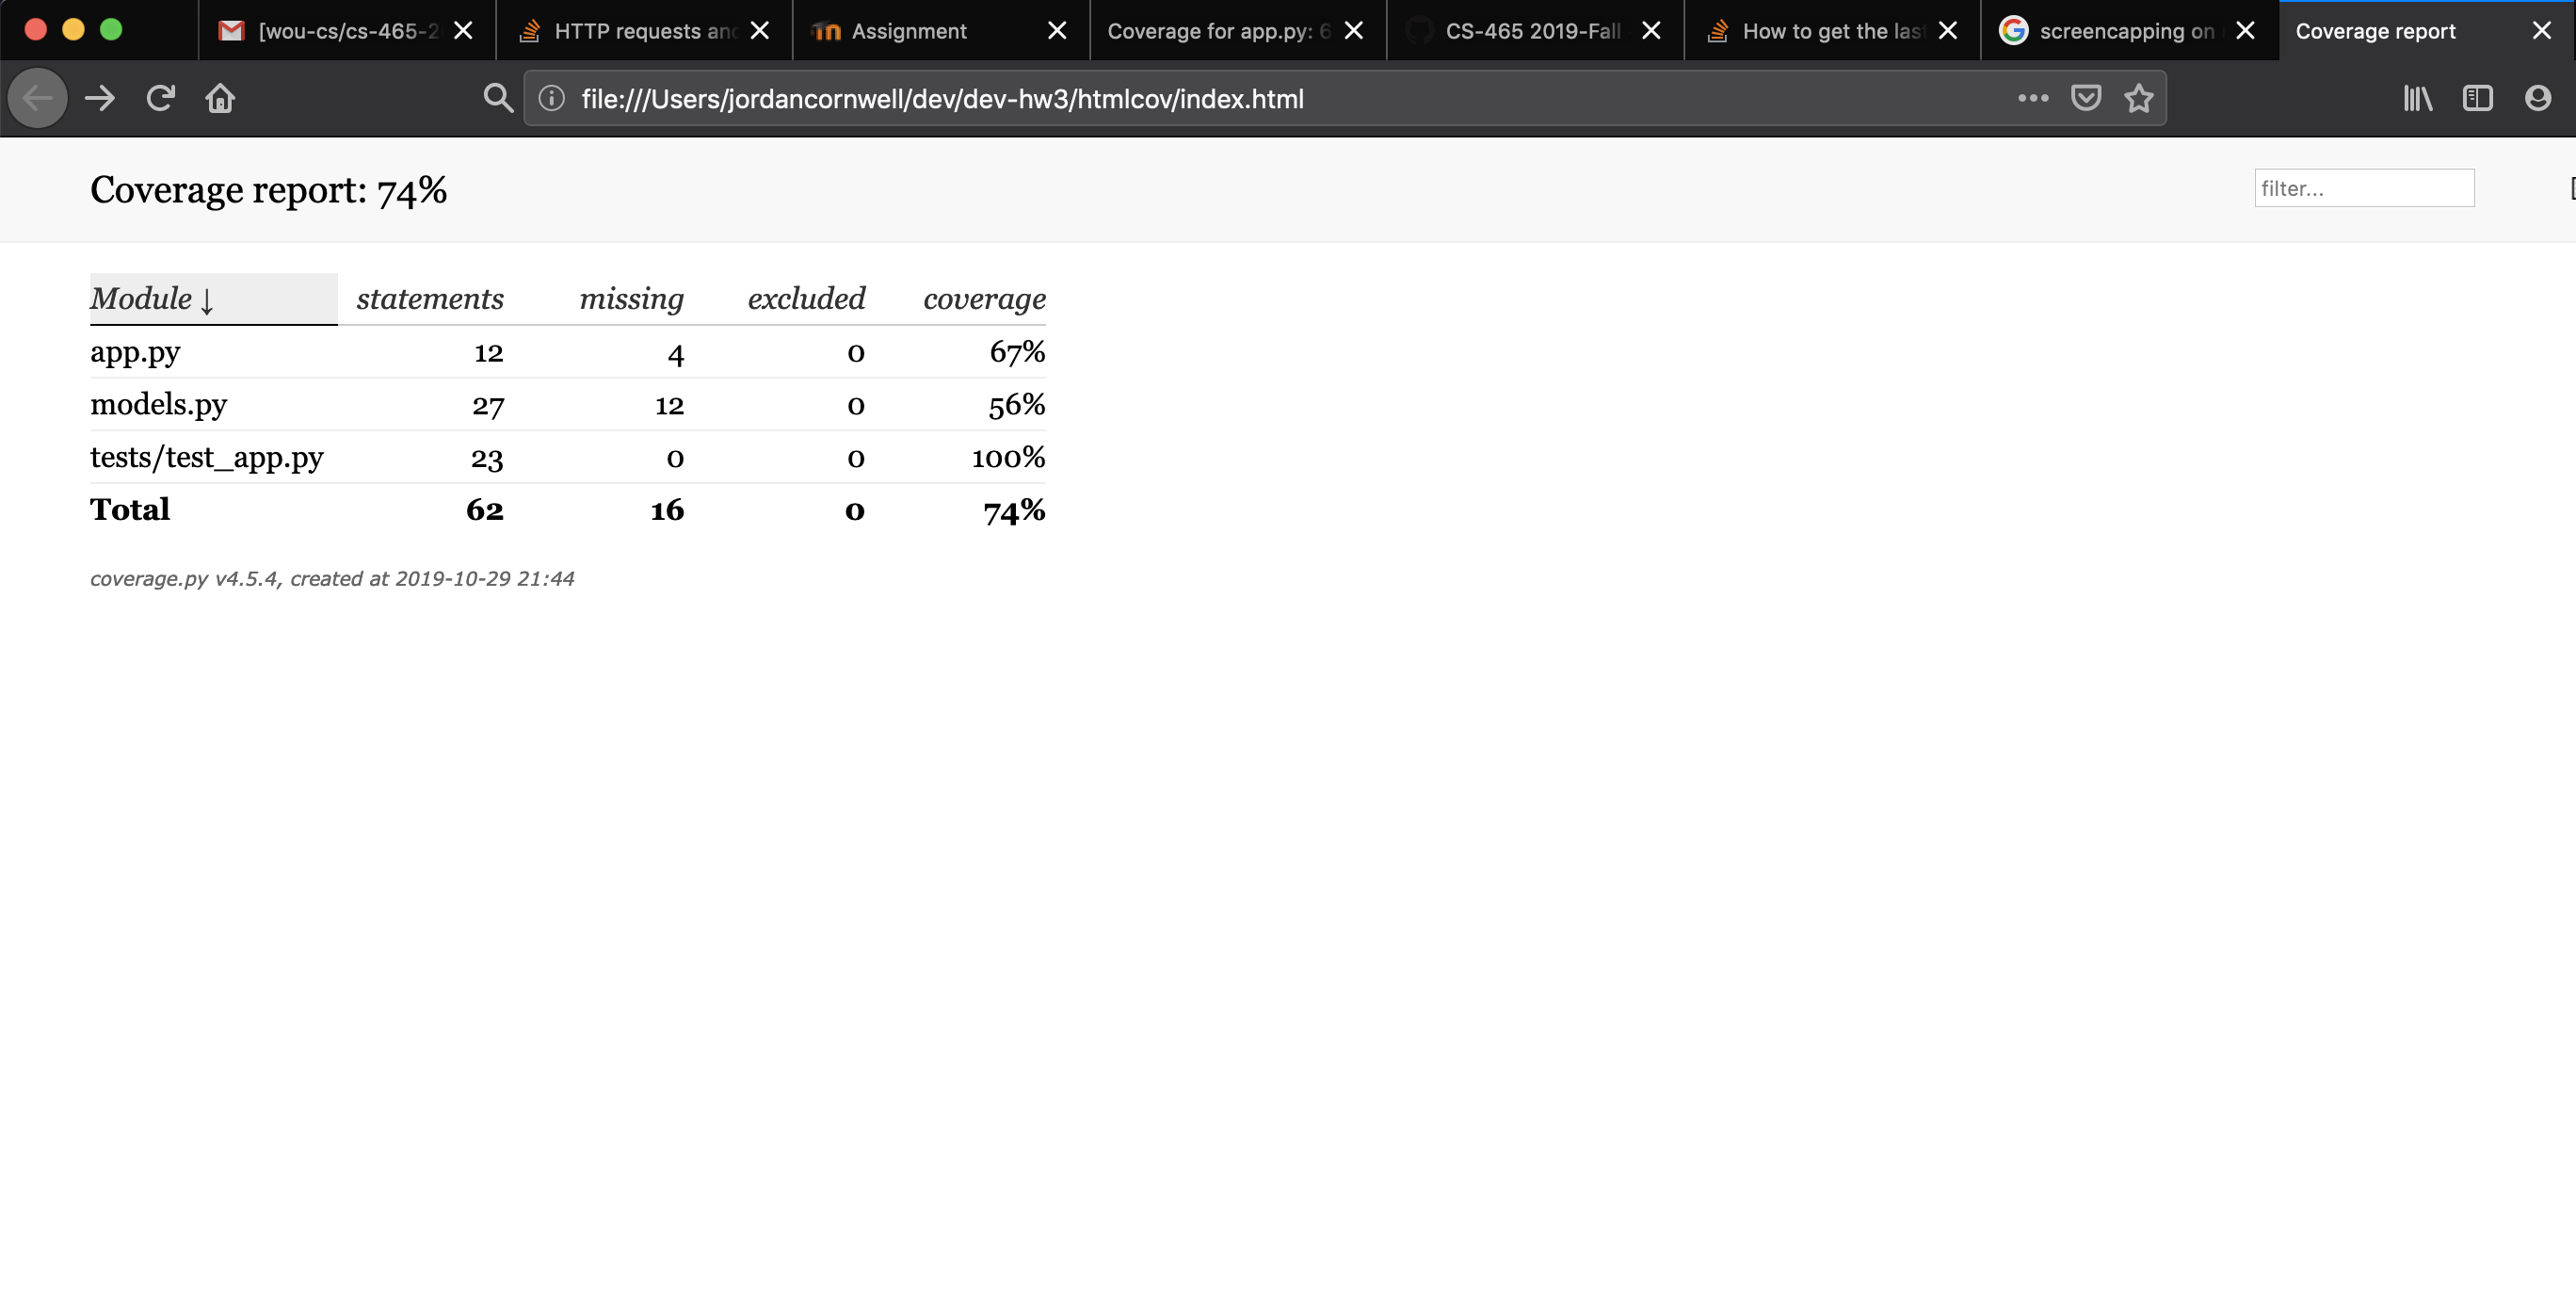 [wou-cs/cs-465-2 HTTP requests and Assignment Coverage for app.py: 6 CS-465 2019-Fall How to get the last screencapping on Coverage report
file:///Users/jordancornwell/dev/dev-hw3/htmlcov/index.html
Coverage report: 74%
filter...
Module ↓ statements missing excluded coverage
app.py 12 4 0 67%
models.py 27 12 0 56%
tests/test_app.py 23 0 0 100%
Total 62 16 0 74%
coverage.py v4.5.4, created at 2019-10-29 21:44